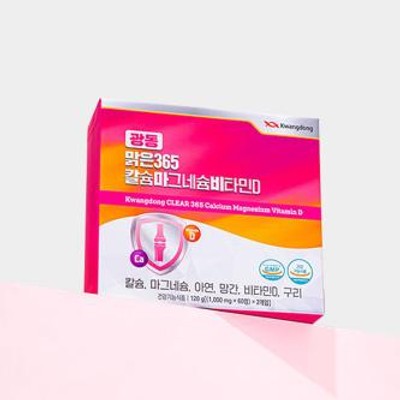 Kwangdong
광동
맑은365
칼슘마그네슘비타민D
Kwangdong CLEAR 365 Calcium Magnesium Vitamin D
D
Ca
GMP
칼슘, 마그네슘, 아연, 망간, 비타민D, 구리
건강기능식품 | 120 g[(1,000 mg × 60정) × 2개입]